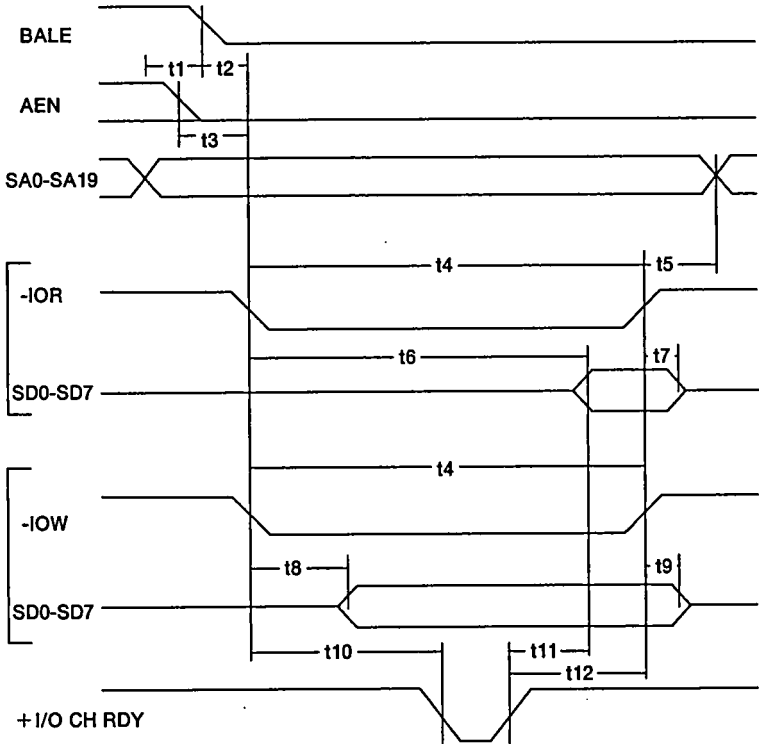 BALE
t1 t2
AEN
t3
SA0-SA19
t4 t5
-IOR
t6 t7
SD0-SD7
t4
-IOW
t8 t9
SD0-SD7
t10 t11
t12
+I/O CH RDY